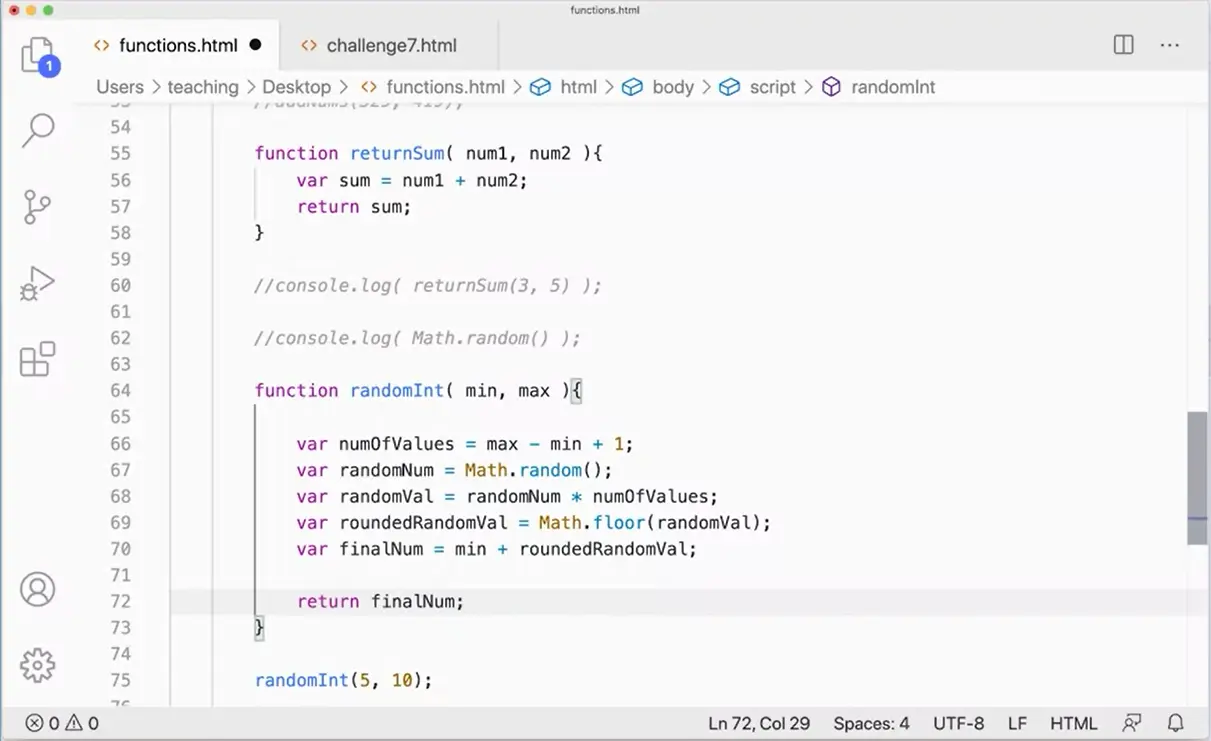 functions.html
functions.html
challenge7.html
1
Users > teaching > Desktop > <> functions.html > html > body > script > randomInt
54
55 function returnSum( num1, num2 ){
56 var sum = num1 + num2;
57 return sum;
58 }
59
60 //console.log( returnSum(3, 5) );
61
62 //console.log( Math.random() );
63
64 function randomInt( min, max ){
65
66 var numOfValues = max - min + 1;
67 var randomNum = Math.random();
68 var randomVal = randomNum * numOfValues;
69 var roundedRandomVal = Math.floor(randomVal);
70 var finalNum = min + roundedRandomVal;
71
72 return finalNum;
73 }
74
75 randomInt(5, 10);
0 0 Ln 72, Col 29 Spaces: 4 UTF-8 LF HTML